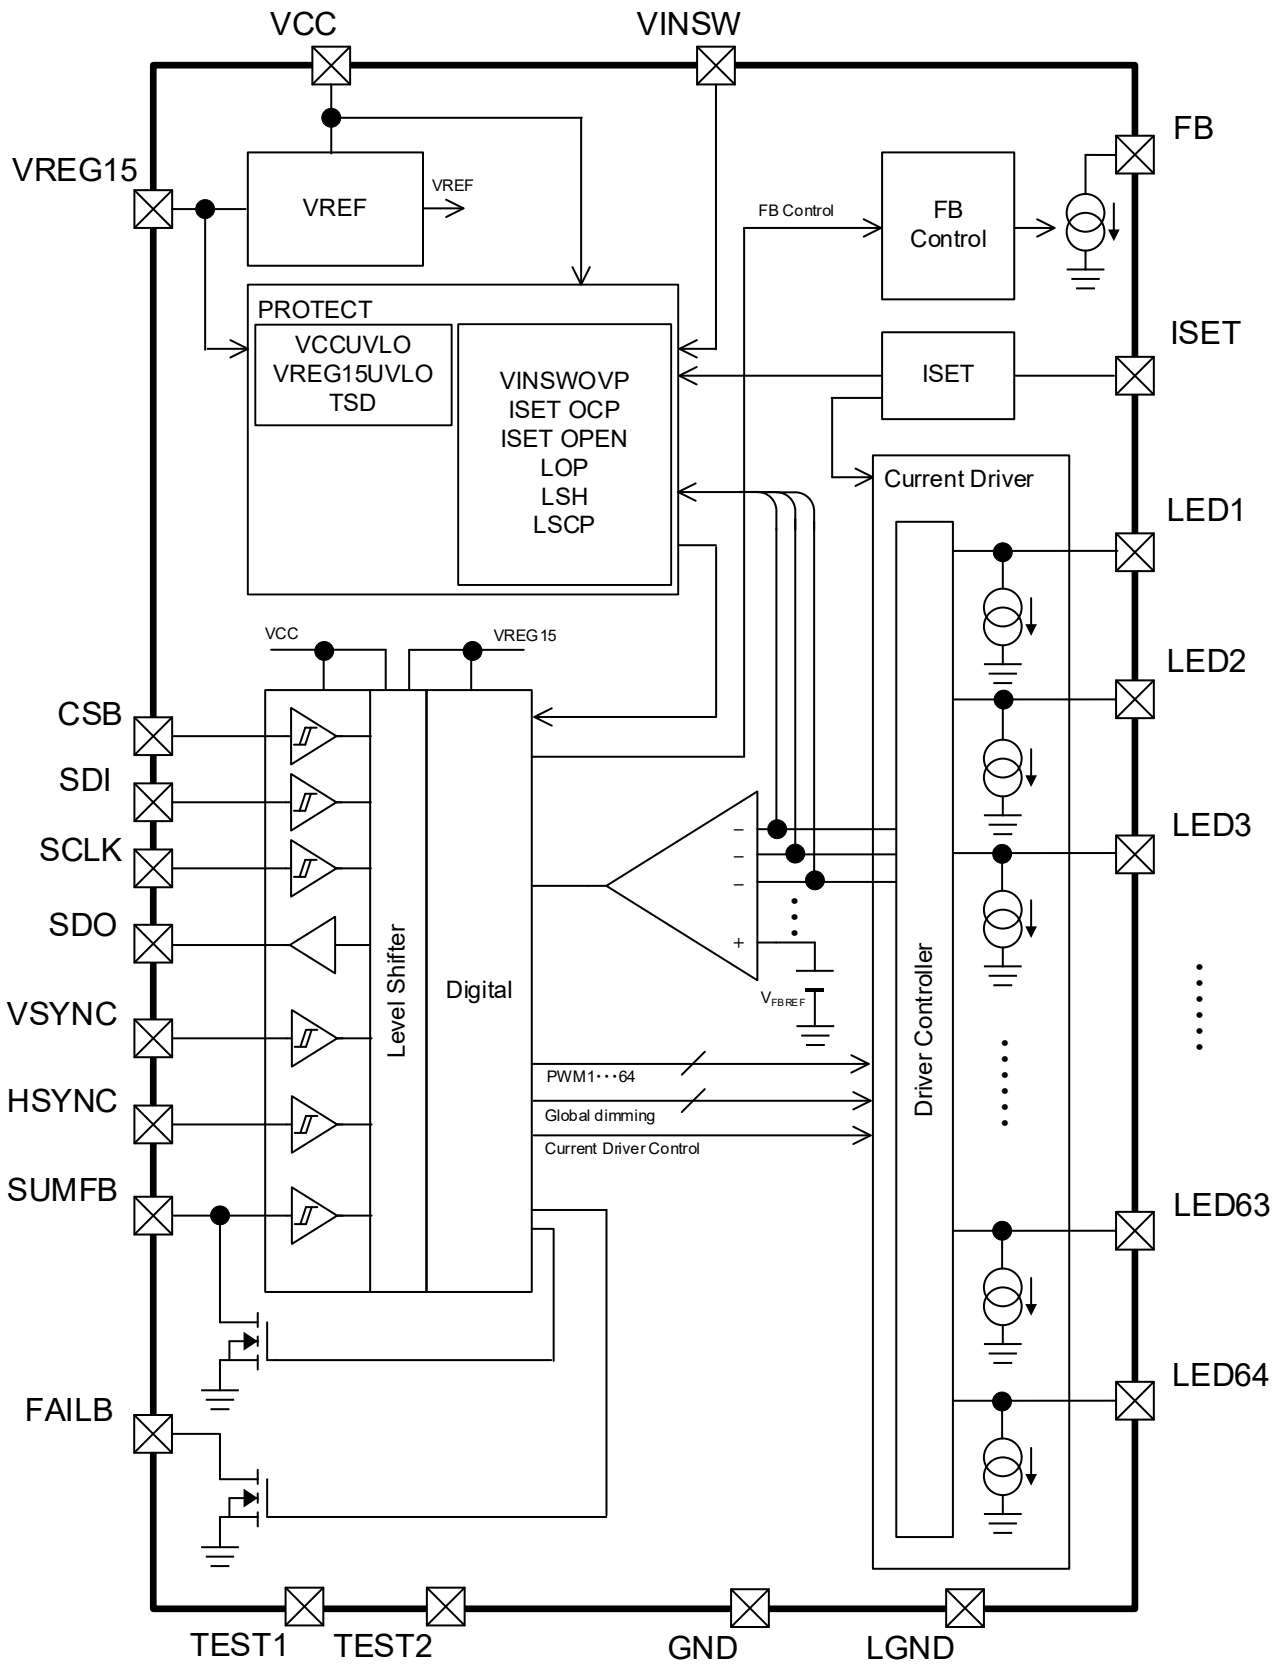 VCC
VINSW
FB
VREG15
VREF
VREF
FB Control
FB
Control
PROTECT
VCCUVLO
VREG15UVLO
TSD
VINSWOVP
ISET OCP
ISET OPEN
LOP
LSH
LSCP
ISET
ISET
Current Driver
LED1
VCC
VREG15
LED2
CSB
SDI
SCLK
SDO
VSYNC
HSYNC
SUMFB
FAILB
Level Shifter
Digital
−
−
−
+
VFBREF
LED3
Driver Controller
PWM1···64
Global dimming
Current Driver Control
LED63
LED64
TEST1
TEST2
GND
LGND